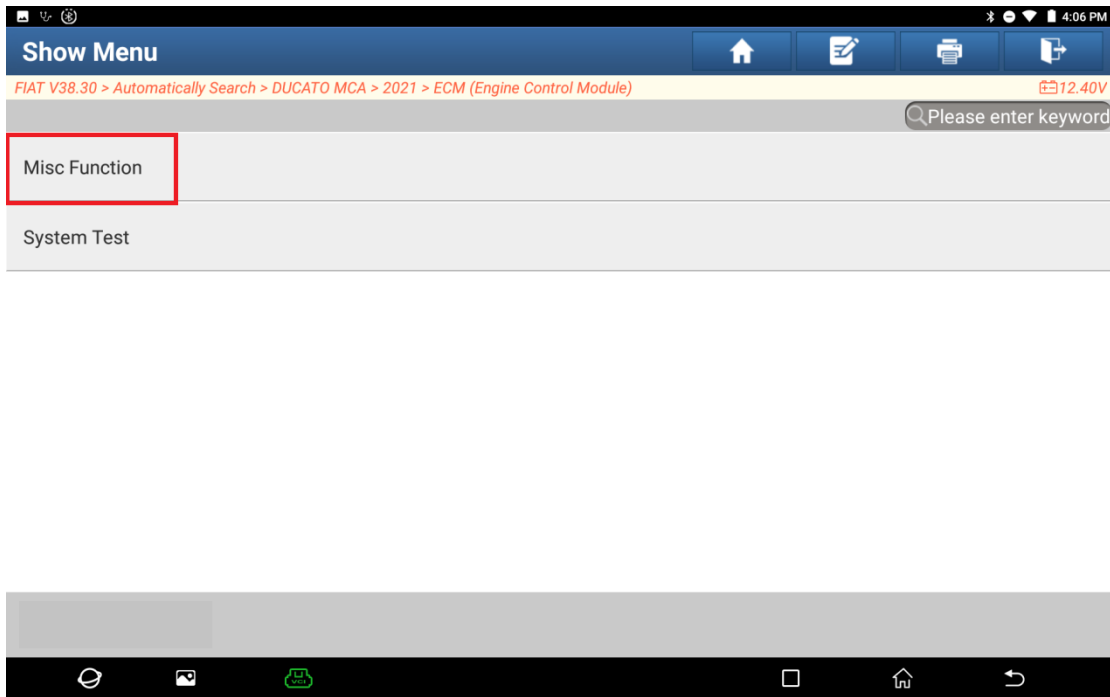 4:06 PM
Show Menu
FIAT V38.30 > Automatically Search > DUCATO MCA > 2021 > ECM (Engine Control Module)
12.40V
Please enter keyword
Misc Function
System Test
VCI